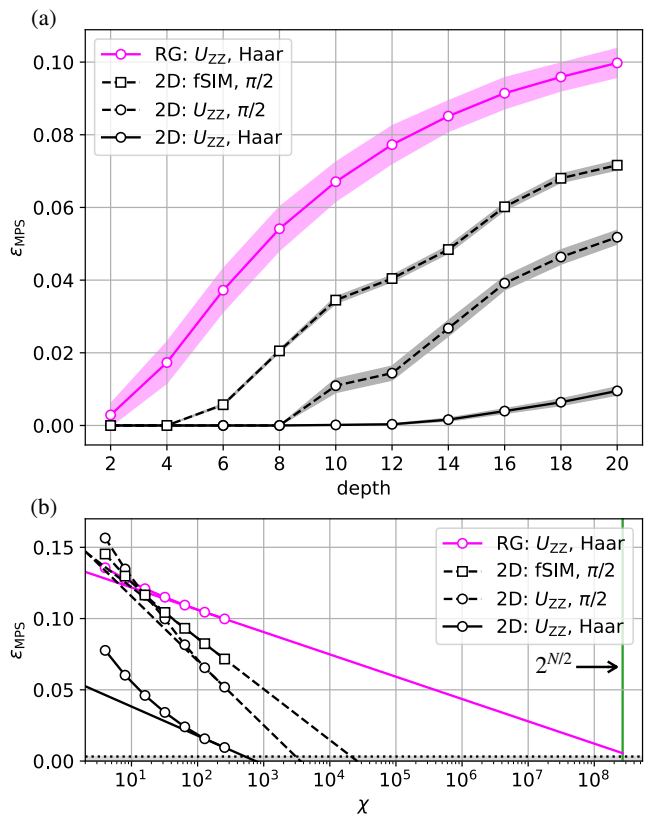 (a)
RG: U_ZZ, Haar
2D: fSIM, π/2
2D: U_ZZ, π/2
2D: U_ZZ, Haar
0.10
0.08
0.06
0.04
0.02
0.00
ε_MPS
2 4 6 8 10 12 14 16 18 20
depth
(b)
RG: U_ZZ, Haar
2D: fSIM, π/2
2D: U_ZZ, π/2
2D: U_ZZ, Haar
2^{N/2}
0.15
0.10
0.05
0.00
ε_MPS
10^1 10^2 10^3 10^4 10^5 10^6 10^7 10^8
χ